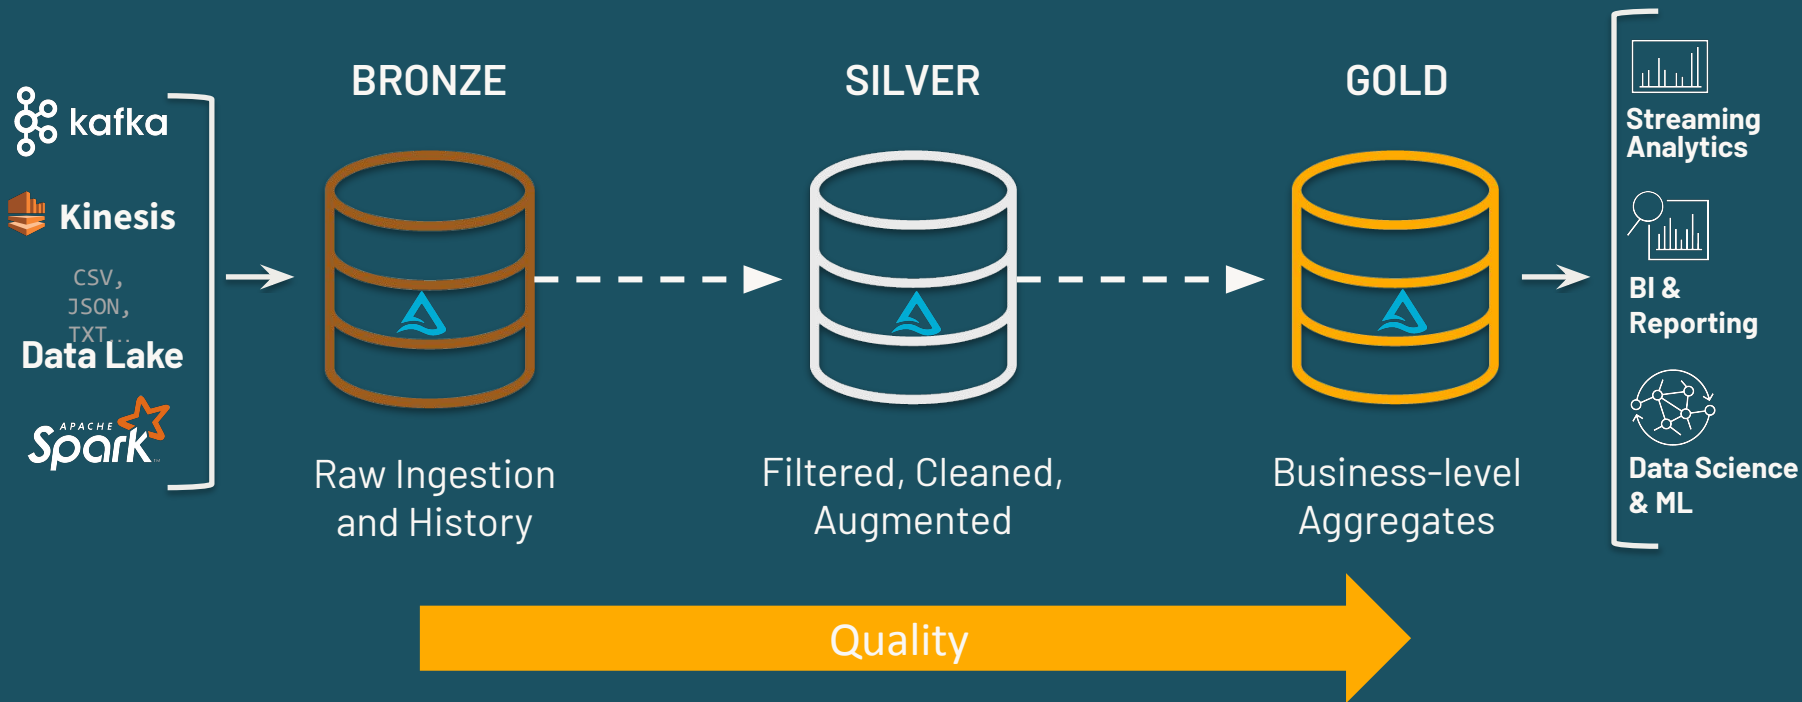 kafka
Kinesis
CSV,
JSON,
TXT…
Data Lake
APACHE
Spark™
BRONZE
Raw Ingestion
and History
SILVER
Filtered, Cleaned,
Augmented
GOLD
Business-level
Aggregates
Streaming
Analytics
BI &
Reporting
Data Science
& ML
Quality